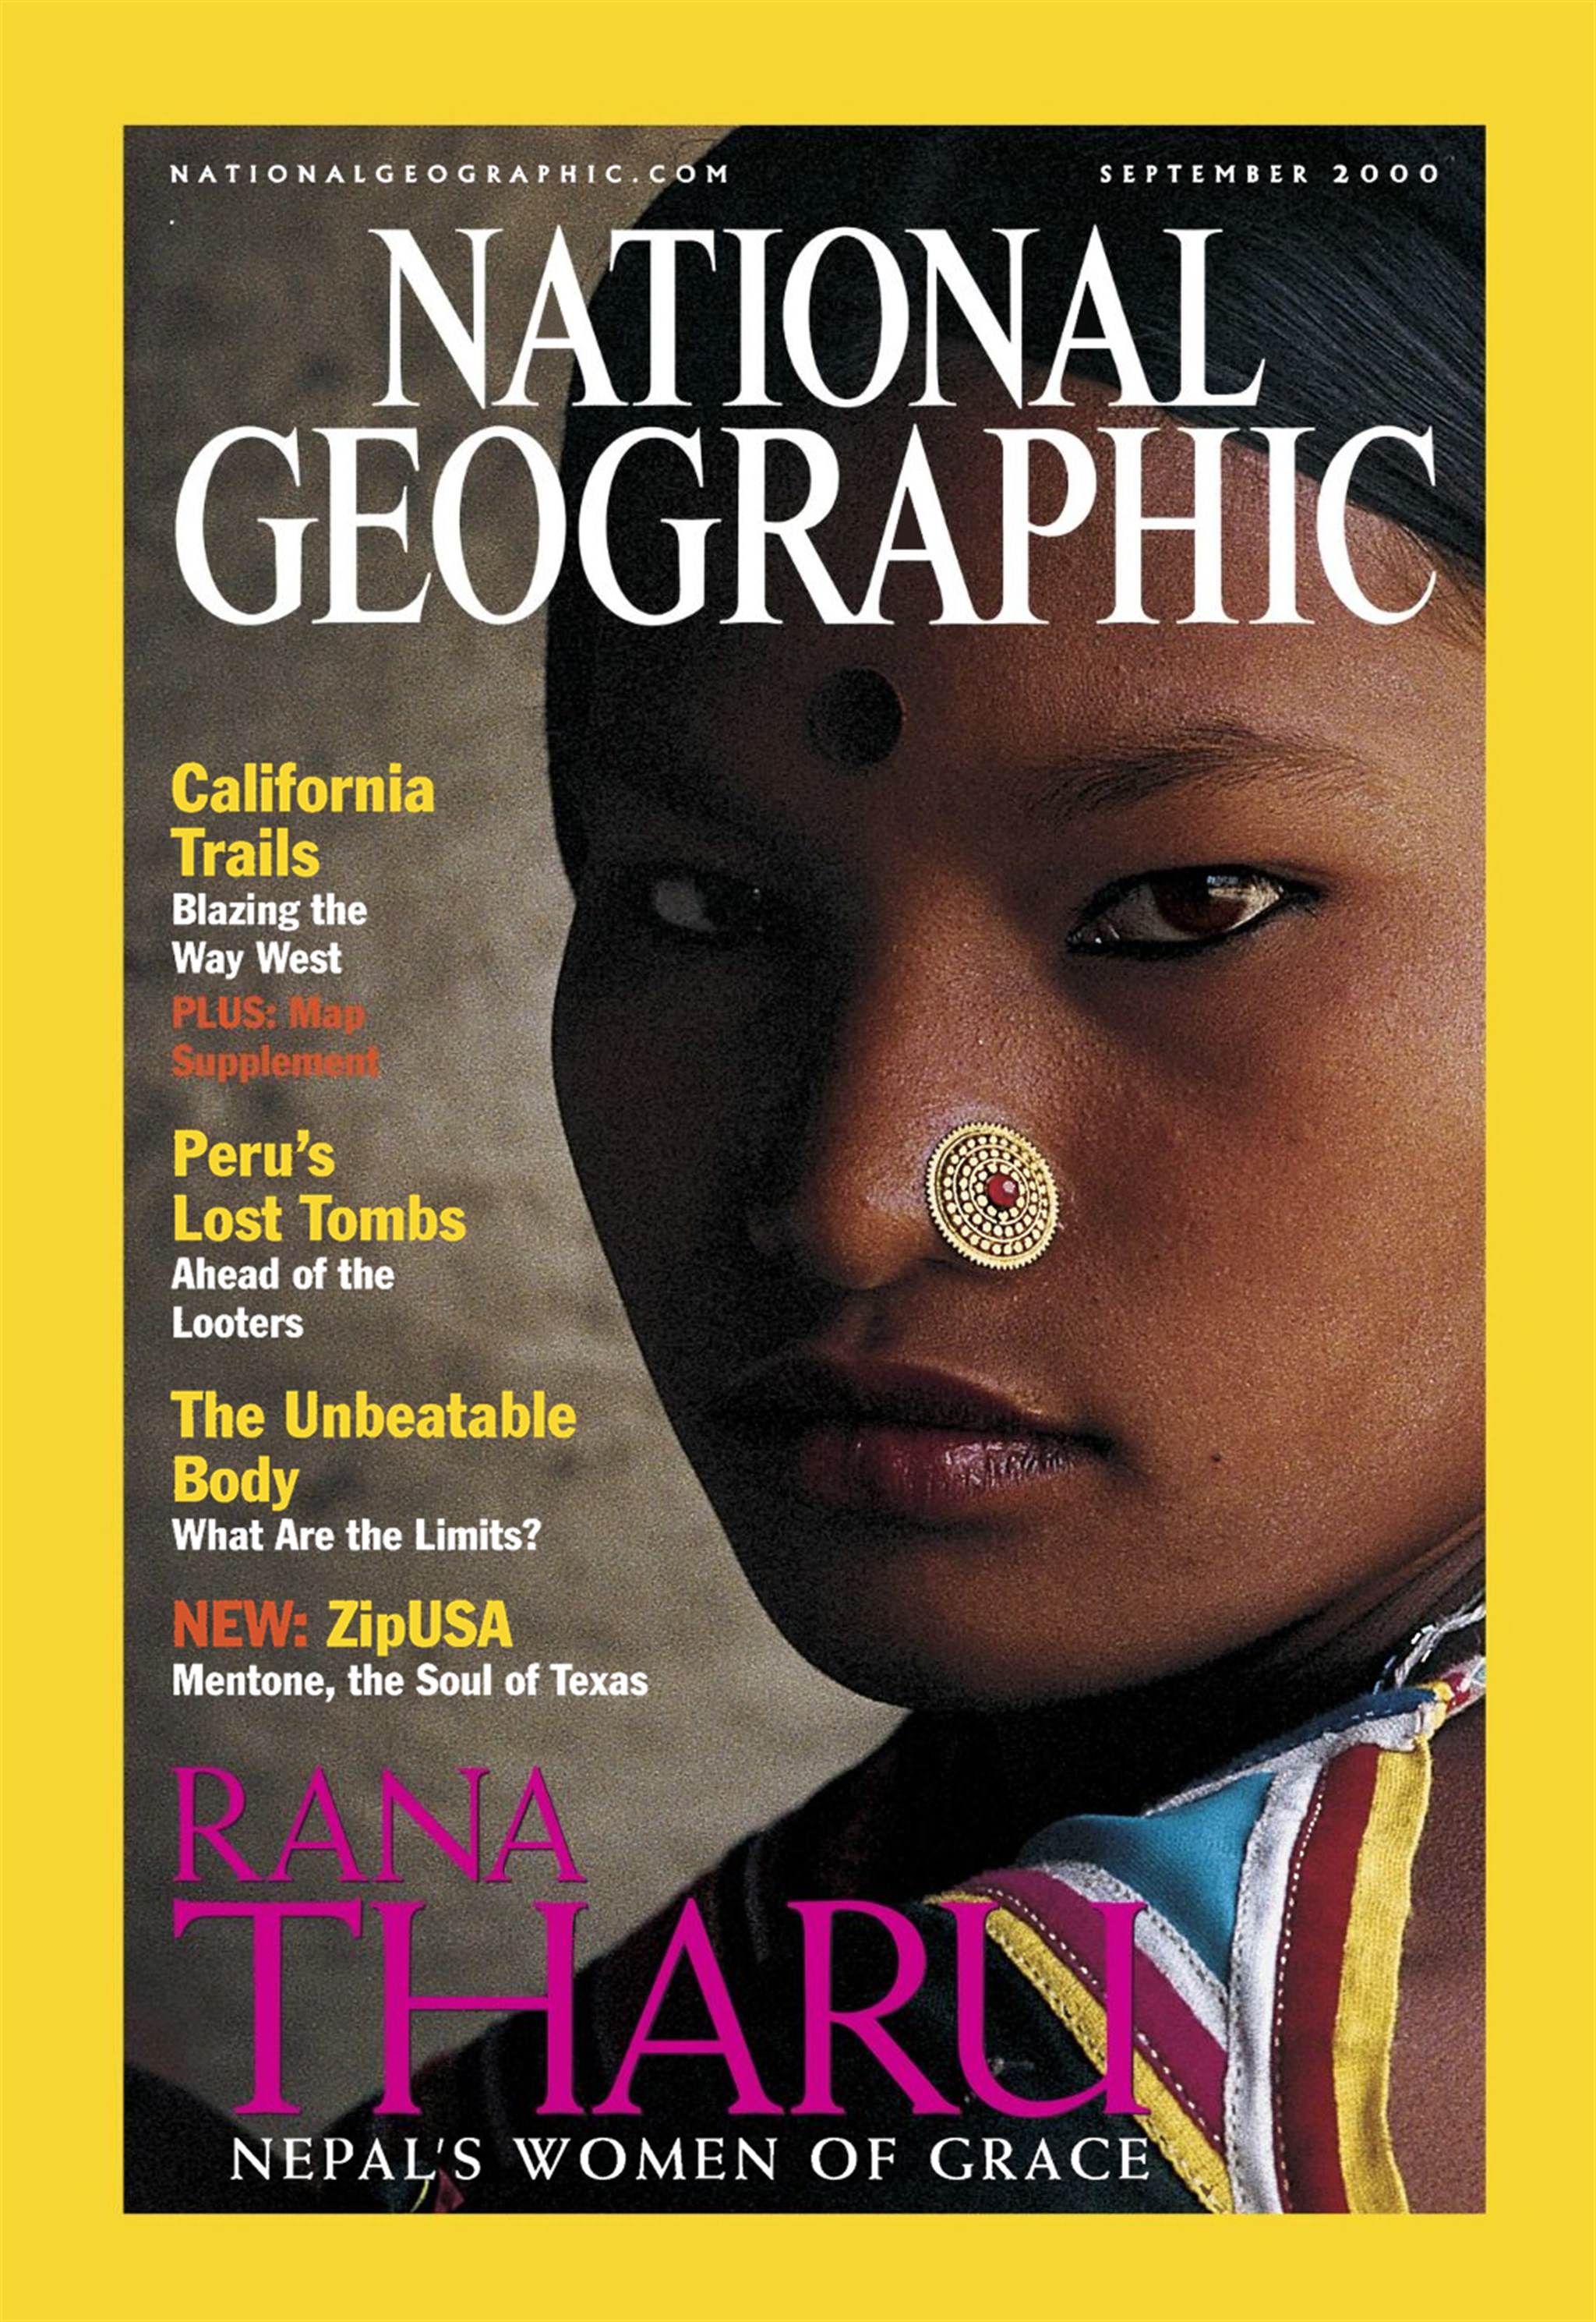 NATIONALGEOGRAPHIC.COM
SEPTEMBER 2000
NATIONAL
GEOGRAPHIC
California
Trails
Blazing the
Way West
PLUS: Map
Supplement
Peru's
Lost Tombs
Ahead of the
Looters
The Unbeatable
Body
What Are the Limits?
NEW: ZipUSA
Mentone, the Soul of Texas
RANA
THARU
NEPAL'S WOMEN OF GRACE